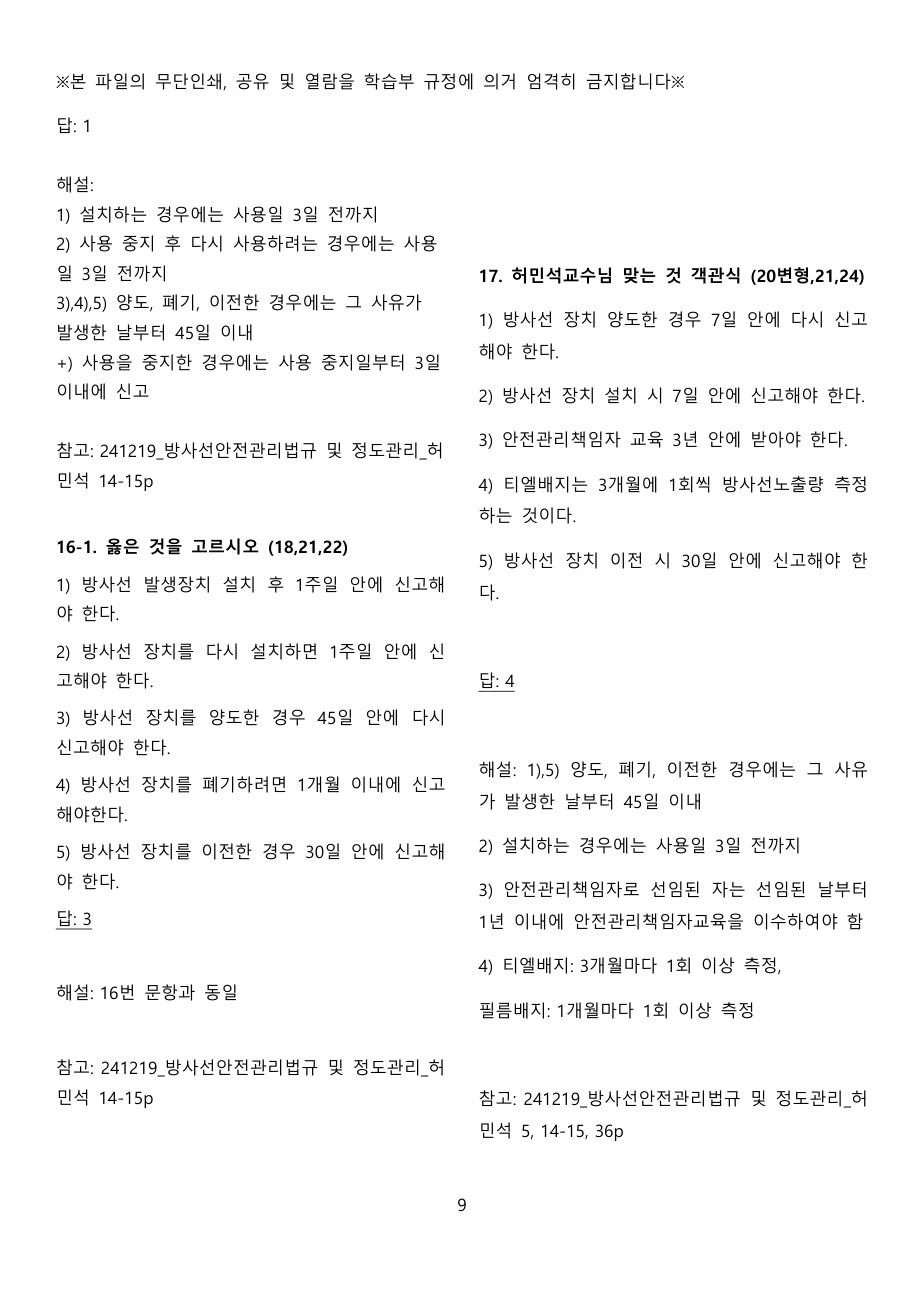 ※본 파일의 무단인쇄, 공유 및 열람을 학습부 규정에 의거 엄격히 금지합니다※
답: 1
해설:
1) 설치하는 경우에는 사용일 3일 전까지
2) 사용 중지 후 다시 사용하려는 경우에는 사용
일 3일 전까지
3),4),5) 양도, 폐기, 이전한 경우에는 그 사유가
발생한 날부터 45일 이내
+) 사용을 중지한 경우에는 사용 중지일부터 3일
이내에 신고
참고: 241219_방사선안전관리법규 및 정도관리_허
민석 14-15p
16-1. 옳은 것을 고르시오 (18,21,22)
1) 방사선 발생장치 설치 후 1주일 안에 신고해
야 한다.
2) 방사선 장치를 다시 설치하면 1주일 안에 신
고해야 한다.
3) 방사선 장치를 양도한 경우 45일 안에 다시
신고해야 한다.
4) 방사선 장치를 폐기하려면 1개월 이내에 신고
해야한다.
5) 방사선 장치를 이전한 경우 30일 안에 신고해
야 한다.
답: 3
해설: 16번 문항과 동일
참고: 241219_방사선안전관리법규 및 정도관리_허
민석 14-15p
17. 허민석교수님 맞는 것 객관식 (20변형,21,24)
1) 방사선 장치 양도한 경우 7일 안에 다시 신고
해야 한다.
2) 방사선 장치 설치 시 7일 안에 신고해야 한다.
3) 안전관리책임자 교육 3년 안에 받아야 한다.
4) 티엘배지는 3개월에 1회씩 방사선노출량 측정
하는 것이다.
5) 방사선 장치 이전 시 30일 안에 신고해야 한
다.
답: 4
해설: 1),5) 양도, 폐기, 이전한 경우에는 그 사유
가 발생한 날부터 45일 이내
2) 설치하는 경우에는 사용일 3일 전까지
3) 안전관리책임자로 선임된 자는 선임된 날부터
1년 이내에 안전관리책임자교육을 이수하여야 함
4) 티엘배지: 3개월마다 1회 이상 측정,
필름배지: 1개월마다 1회 이상 측정
참고: 241219_방사선안전관리법규 및 정도관리_허
민석 5, 14-15, 36p
9